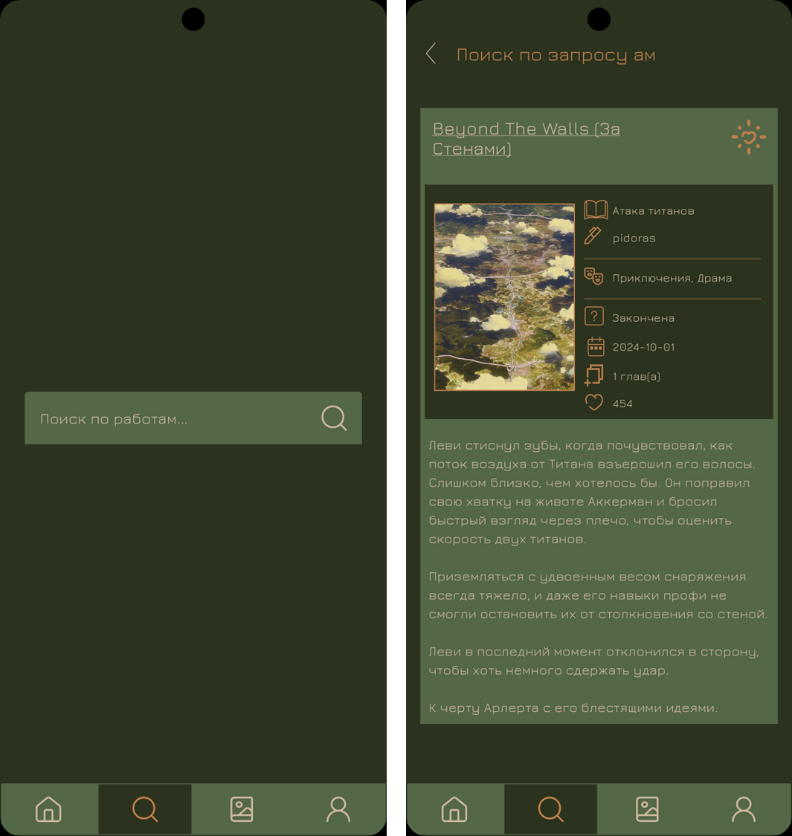 Поиск по работам...
Поиск по запросу ам
Beyond The Walls (За
Стенами)
Атака титанов
pidoras
Приключения, Драма
Закончена
2024-10-01
1 глав(а)
454
Леви стиснул зубы, когда почувствовал, как
поток воздуха от Титана взъерошил его волосы.
Слишком близко, чем хотелось бы. Он поправил
свою хватку на животе Аккерман и бросил
быстрый взгляд через плечо, чтобы оценить
скорость двух титанов.
Приземляться с удвоенным весом снаряжения
всегда тяжело, и даже его навыки профи не
смогли остановить их от столкновения со стеной.
Леви в последний момент отклонился в сторону,
чтобы хоть немного сдержать удар.
К черту Арлерта с его блестящими идеями.